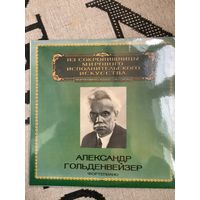 ИЗ СОКРОВИЩНИЦЫ
МИРОВОГО
ИСПОЛНИТЕЛЬСКОГО
ИСКУССТВА
АЛЕКСАНДР
ГОЛЬДЕНВЕЙЗЕР
ФОРТЕПИАНО